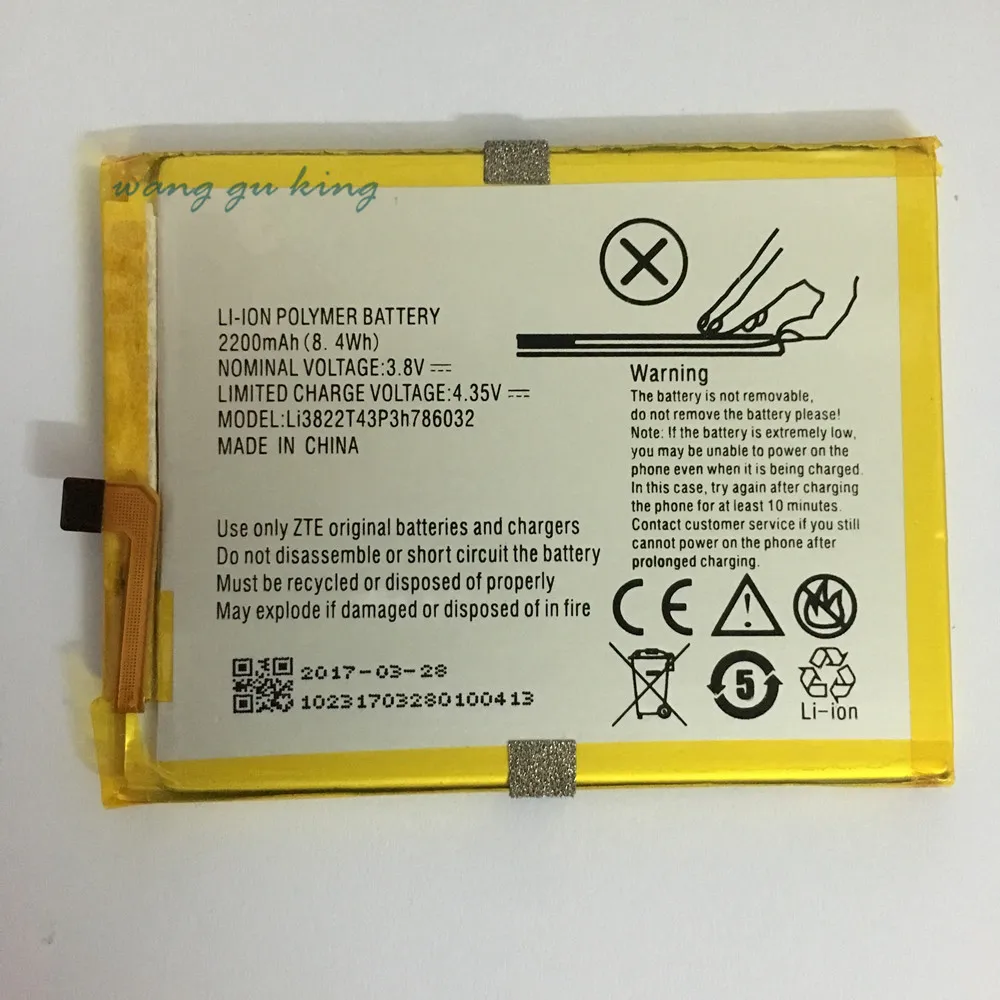 wang gu king
LI-ION POLYMER BATTERY
2200mAh(8.4Wh)
NOMINAL VOLTAGE:3.8V
LIMITED CHARGE VOLTAGE:4.35V
MODEL:Li3822T43P3h786032
MADE IN CHINA
Use only ZTE original batteries and chargers
Do not disassemble or short circuit the battery
Must be recycled or disposed of properly
May explode if damaged or disposed of in fire
2017-03-28
10231703280100413
Warning
The battery is not removable,
do not remove the battery please!
Note: If the battery is extremely low,
you may be unable to power on the
phone even when it is being charged.
In this case, try again after charging
the phone for at least 10 minutes.
Contact customer service if you still
cannot power on the phone after
prolonged charging.
CE
5
Li-ion